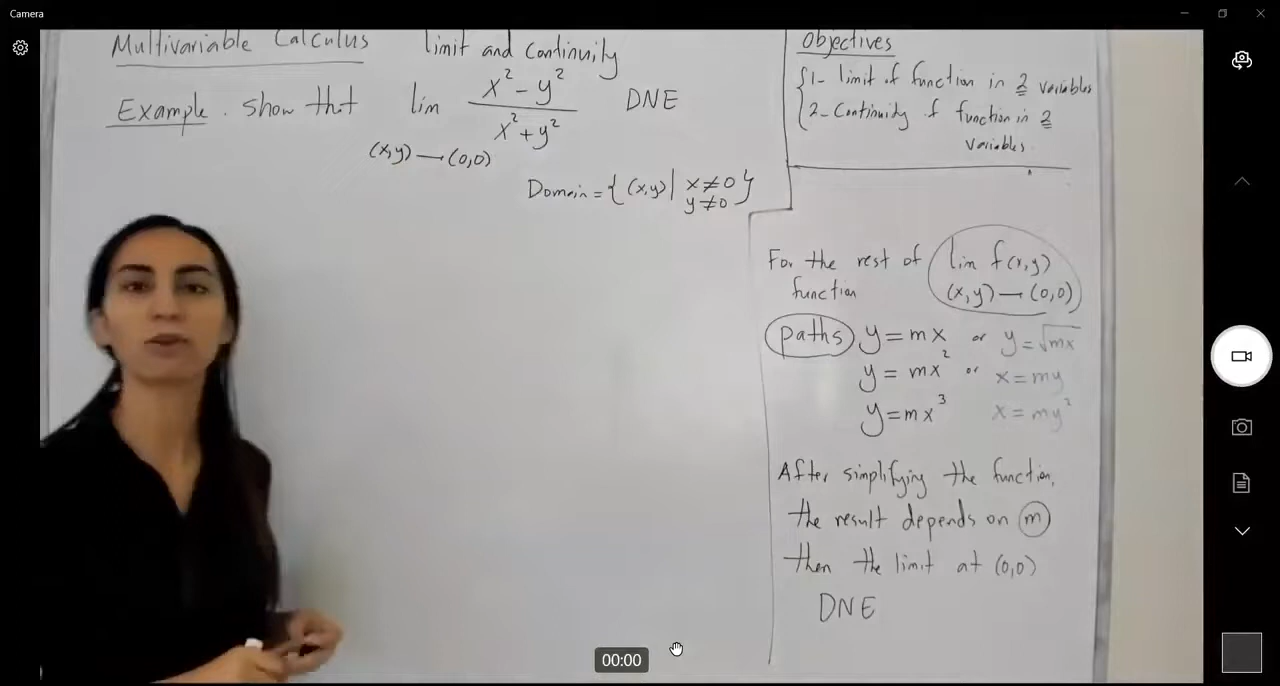 Camera
Multivariable Calculus limit and Continuity
Example. Show that lim x²-y² / x²+y² DNE
(x,y)—(0,0)
Domain = { (x,y) | x≠0 }
y≠0
Objectives
1- limit of function in 2 variables
2- Continuity of function in 2
variables.
For the rest of lim f(x,y)
function (x,y)—(0,0)
paths y=mx or y=√mx
y=mx² or x=my
y=mx³ x=my²
After simplifying the function,
the result depends on m
then the limit at (0,0)
DNE
00:00